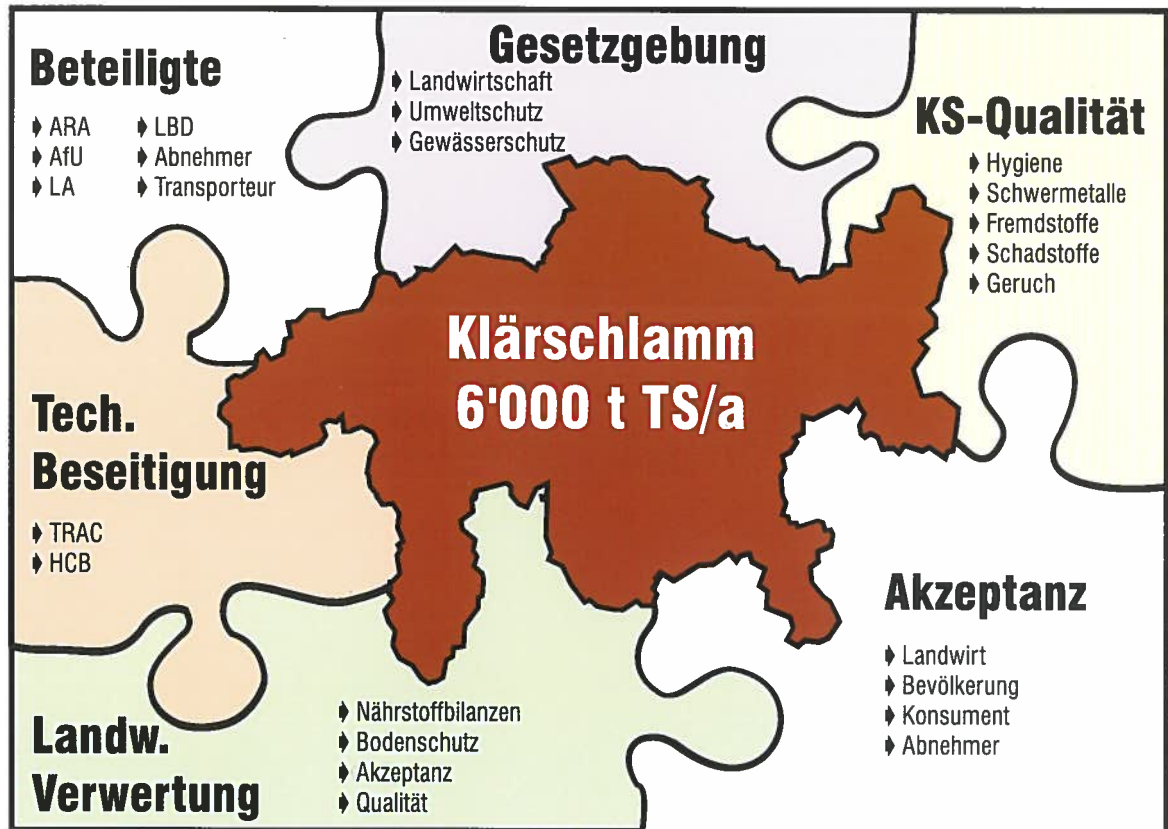 Beteiligte
➧ ARA
➧ AfU
➧ LA
➧ LBD
➧ Abnehmer
➧ Transporteur
Gesetzgebung
➧ Landwirtschaft
➧ Umweltschutz
➧ Gewässerschutz
KS-Qualität
➧ Hygiene
➧ Schwermetalle
➧ Fremdstoffe
➧ Schadstoffe
➧ Geruch
Klärschlamm
6'000 t TS/a
Tech.
Beseitigung
➧ TRAC
➧ HCB
Akzeptanz
➧ Landwirt
➧ Bevölkerung
➧ Konsument
➧ Abnehmer
Landw.
Verwertung
➧ Nährstoffbilanzen
➧ Bodenschutz
➧ Akzeptanz
➧ Qualität